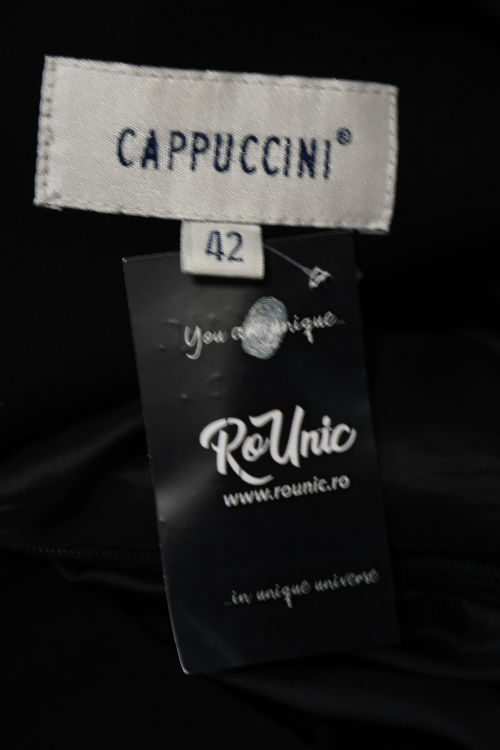 CAPPUCCINI®
42
You are unique...
RoUnic
www.rounic.ro
...in unique universe